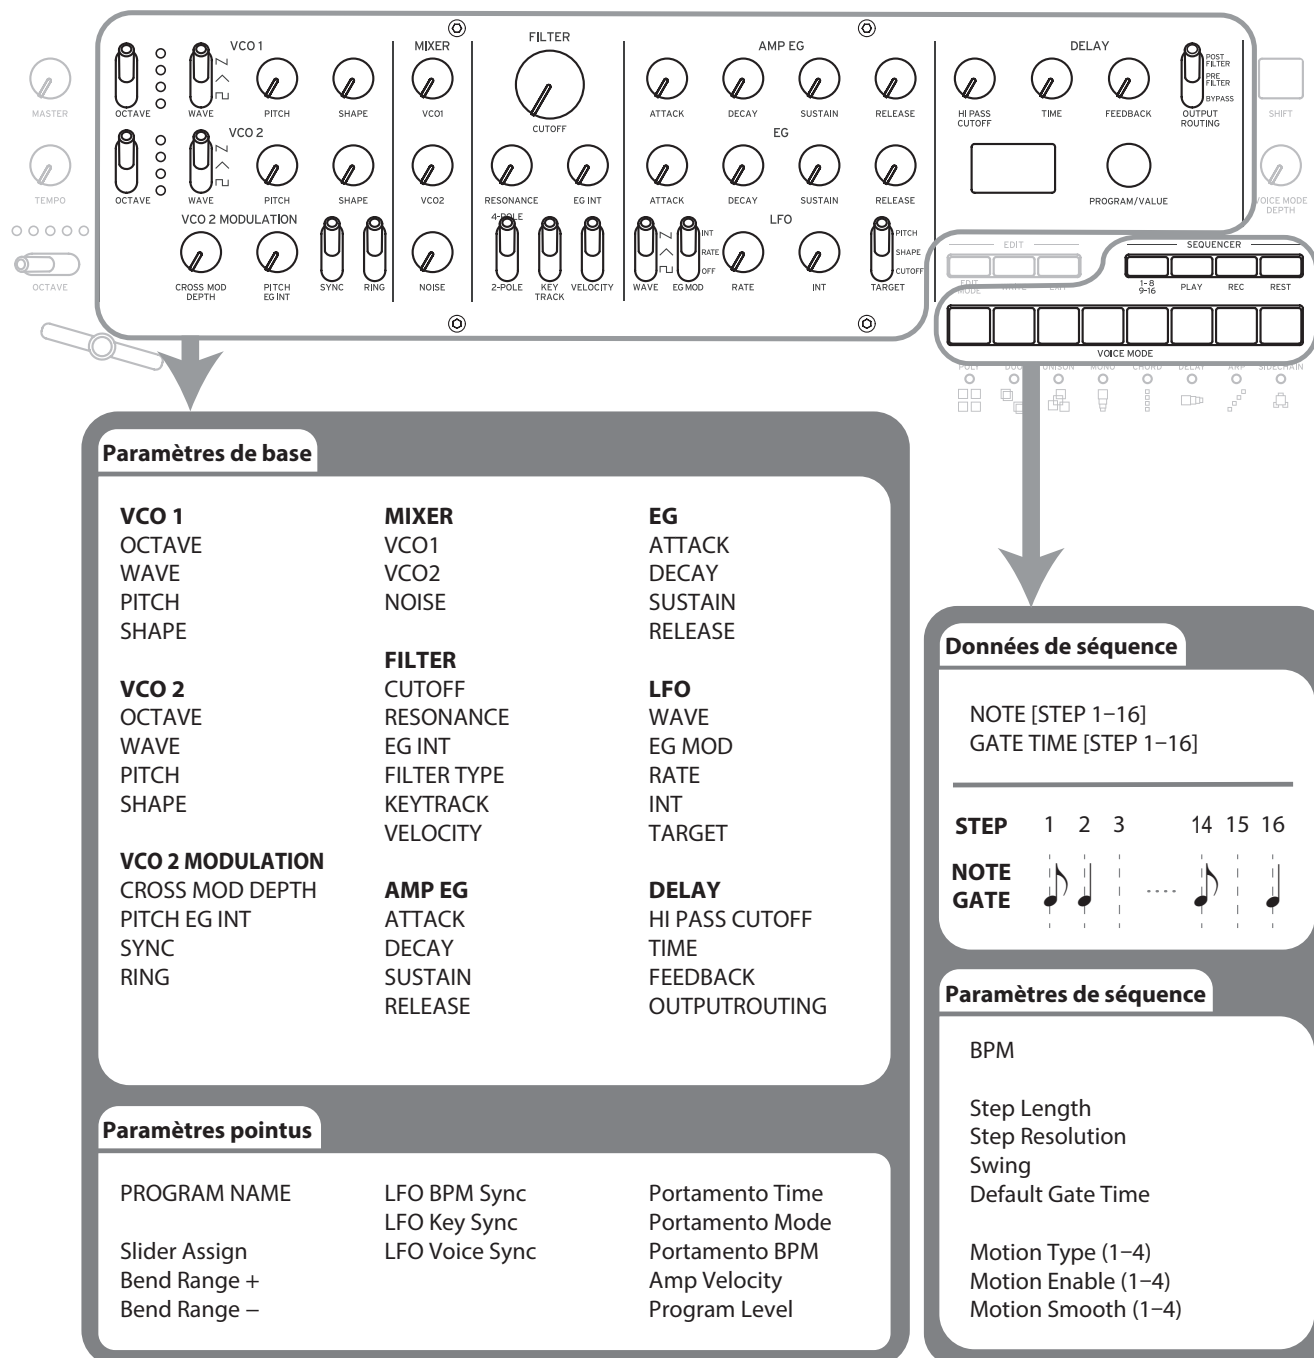 VCO 1
MIXER
FILTER
AMP EG
DELAY
MASTER
OCTAVE
WAVE
PITCH
SHAPE
VCO1
CUTOFF
ATTACK
DECAY
SUSTAIN
RELEASE
HI PASS
CUTOFF
TIME
FEEDBACK
POST
FILTER
PRE
FILTER
BYPASS
OUTPUT
ROUTING
SHIFT
VCO 2
EG
TEMPO
OCTAVE
WAVE
PITCH
SHAPE
VCO2
RESONANCE
EG INT
ATTACK
DECAY
SUSTAIN
RELEASE
PROGRAM/VALUE
VOICE MODE
DEPTH
VCO 2 MODULATION
4-POLE
LFO
INT
RATE
OFF
PITCH
SHAPE
CUTOFF
OCTAVE
CROSS MOD
DEPTH
PITCH
EG INT
SYNC
RING
NOISE
2-POLE
KEY
TRACK
VELOCITY
WAVE
EG MOD
RATE
INT
TARGET
EDIT
SEQUENCER
EDIT
MODE
WRITE
EXIT
1-8
9-16
PLAY
REC
REST
VOICE MODE
POLY
DUO
UNISON
MONO
CHORD
DELAY
ARP
SIDECHAIN
Paramètres de base
VCO 1
OCTAVE
WAVE
PITCH
SHAPE
VCO 2
OCTAVE
WAVE
PITCH
SHAPE
VCO 2 MODULATION
CROSS MOD DEPTH
PITCH EG INT
SYNC
RING
MIXER
VCO1
VCO2
NOISE
FILTER
CUTOFF
RESONANCE
EG INT
FILTER TYPE
KEYTRACK
VELOCITY
AMP EG
ATTACK
DECAY
SUSTAIN
RELEASE
EG
ATTACK
DECAY
SUSTAIN
RELEASE
LFO
WAVE
EG MOD
RATE
INT
TARGET
DELAY
HI PASS CUTOFF
TIME
FEEDBACK
OUTPUTROUTING
Paramètres pointus
PROGRAM NAME
Slider Assign
Bend Range +
Bend Range –
LFO BPM Sync
LFO Key Sync
LFO Voice Sync
Portamento Time
Portamento Mode
Portamento BPM
Amp Velocity
Program Level
Données de séquence
NOTE [STEP 1–16]
GATE TIME [STEP 1–16]
STEP 1 2 3 14 15 16
NOTE
GATE
Paramètres de séquence
BPM
Step Length
Step Resolution
Swing
Default Gate Time
Motion Type (1–4)
Motion Enable (1–4)
Motion Smooth (1–4)